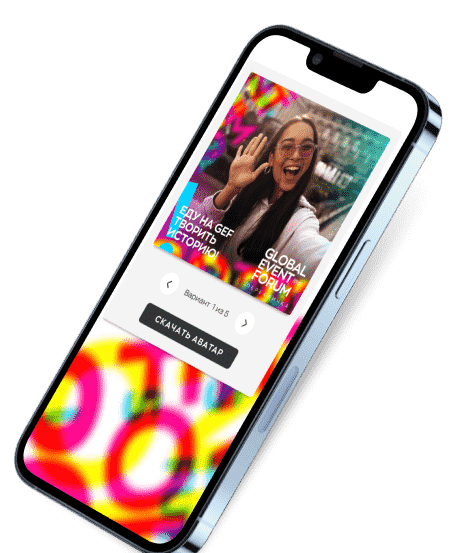 ЕДУ НА GEF
ТВОРИТЬ
ИСТОРИЮ!
GLOBAL
EVENT
FORUM
Вариант 1 из 5
СКАЧАТЬ АВАТАР